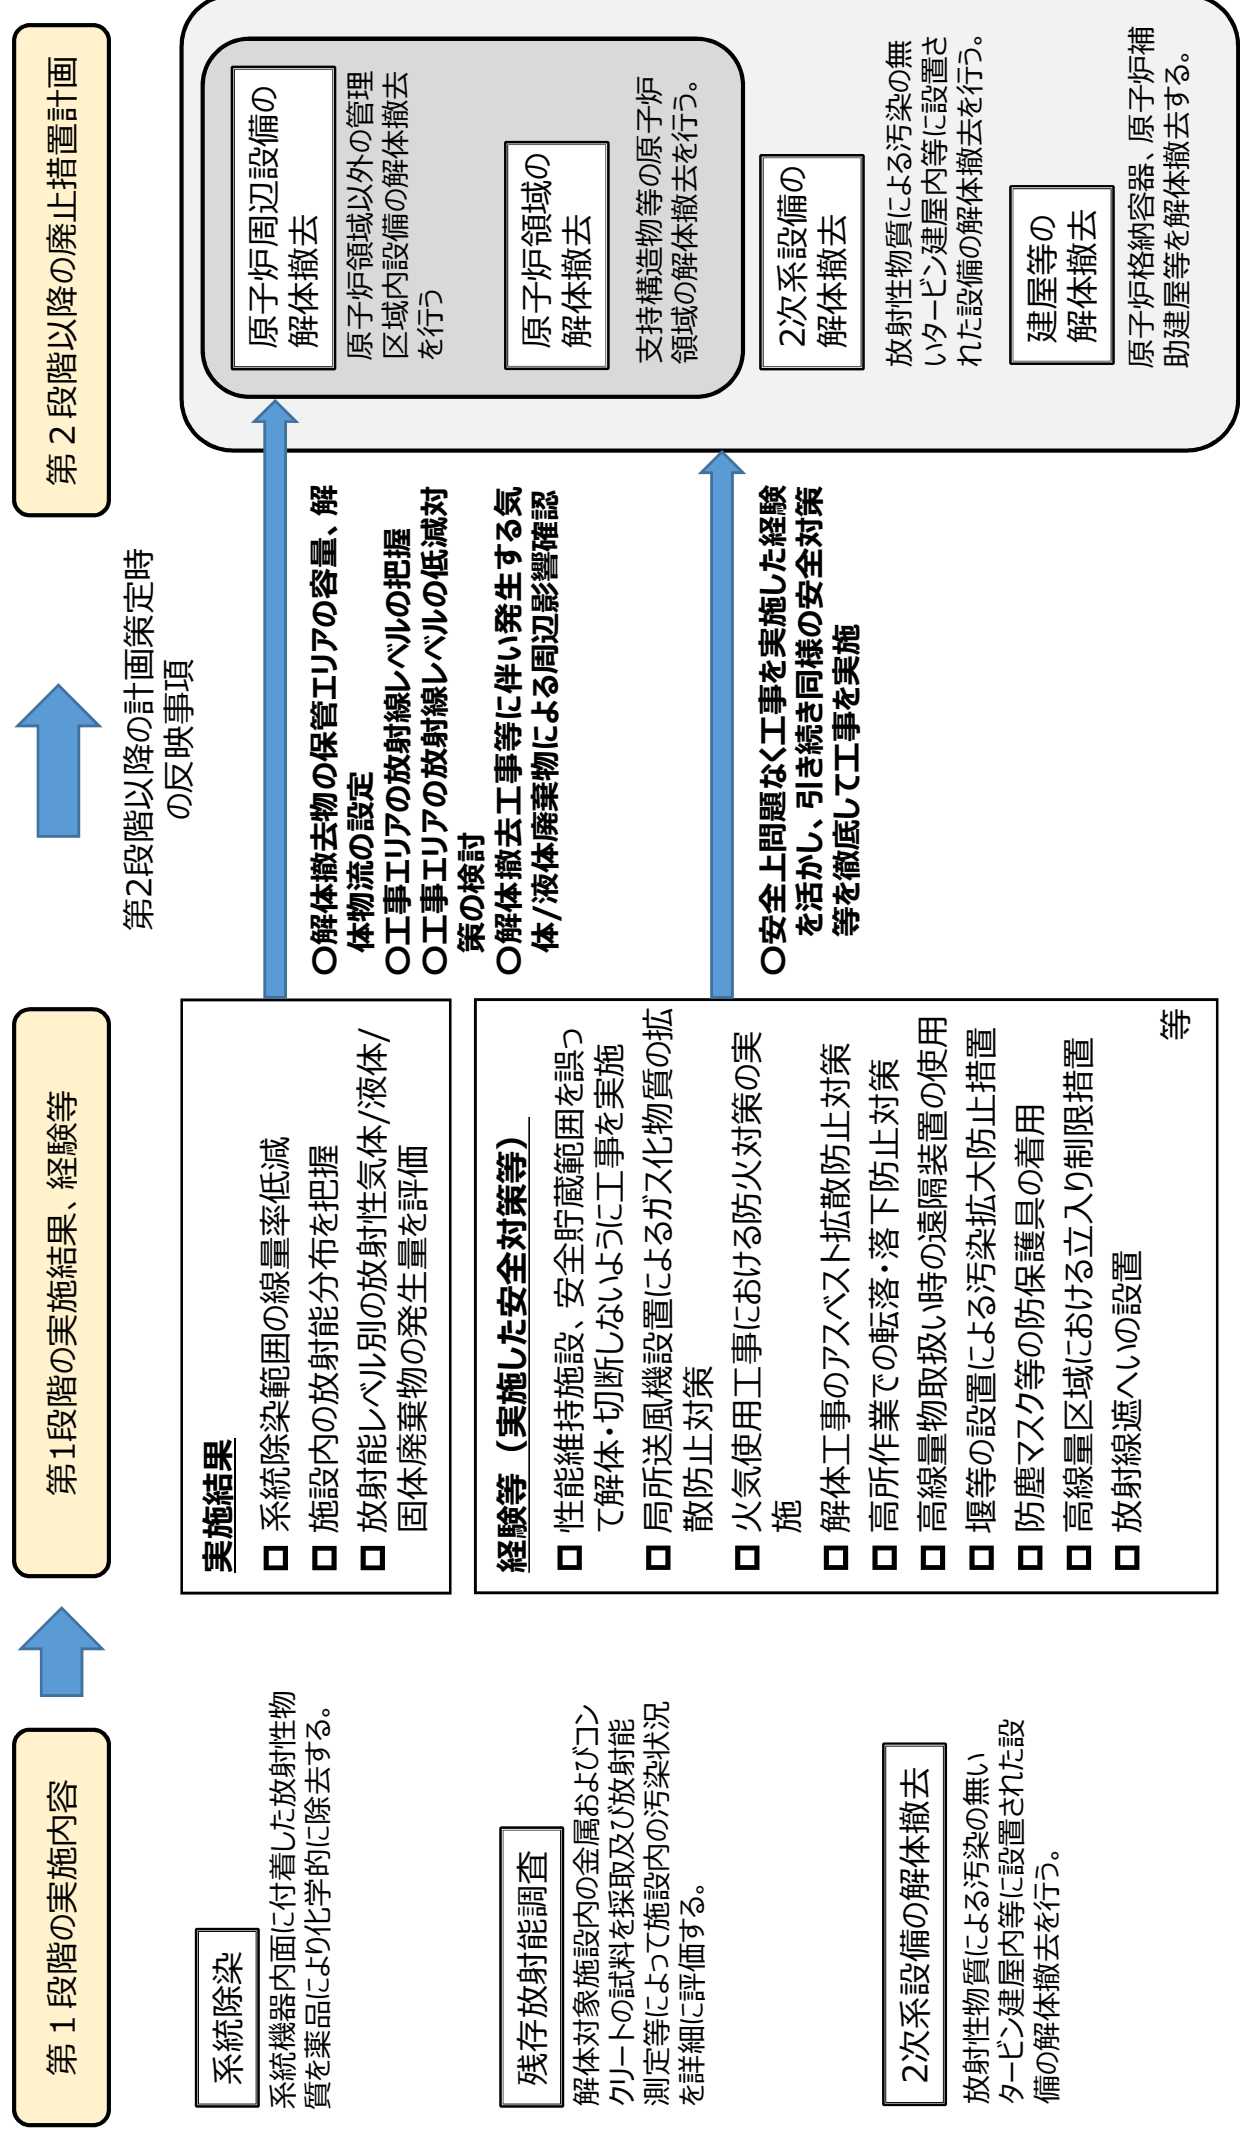 第１段階の実施内容
系統除染
系統機器内面に付着した放射性物
質を薬品により化学的に除去する。
残存放射能調査
解体対象施設内の金属およびコン
クリートの試料を採取及び放射能
測定等によって施設内の汚染状況
を詳細に評価する。
2次系設備の解体撤去
放射性物質による汚染の無い
タービン建屋内等に設置された設
備の解体撤去を行う。
第1段階の実施結果、経験等
実施結果
□ 系統除染範囲の線量率低減
□ 施設内の放射能分布を把握
□ 放射能レベル別の放射性気体/液体/
固体廃棄物の発生量を評価
経験等（実施した安全対策等）
□ 性能維持施設、安全貯蔵範囲を誤っ
て解体・切断しないように工事を実施
□ 局所送風機設置によるガス化物質の拡
散防止対策
□ 火気使用工事における防火対策の実
施
□ 解体工事のアスベスト拡散防止対策
□ 高所作業での転落・落下防止対策
□ 高線量物取扱い時の遠隔装置の使用
□ 堰等の設置による汚染拡大防止措置
□ 防塵マスク等の防保護具の着用
□ 高線量区域における立入り制限措置
□ 放射線遮へいの設置
等
第2段階以降の計画策定時
の反映事項
〇解体撤去物の保管エリアの容量、解
体物流の設定
〇工事エリアの放射線レベルの把握
〇工事エリアの放射線レベルの低減対
策の検討
〇解体撤去工事等に伴い発生する気
体/液体廃棄物による周辺影響確認
〇安全上問題なく工事を実施した経験
を活かし、引き続き同様の安全対策
等を徹底して工事を実施
第２段階以降の廃止措置計画
原子炉周辺設備の
解体撤去
原子炉領域以外の管理
区域内設備の解体撤去
を行う
原子炉領域の
解体撤去
支持構造物等の原子炉
領域の解体撤去を行う。
2次系設備の
解体撤去
放射性物質による汚染の無
いタービン建屋内等に設置さ
れた設備の解体撤去を行う。
建屋等の
解体撤去
原子炉格納容器、原子炉補
助建屋等を解体撤去する。